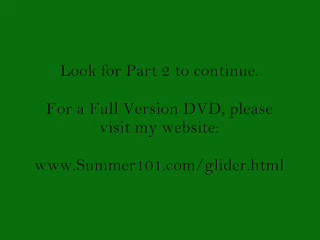 Look for Part 2 to continue.
For a Full Version DVD, please
visit my website:
www.Summer101.com/glider.html